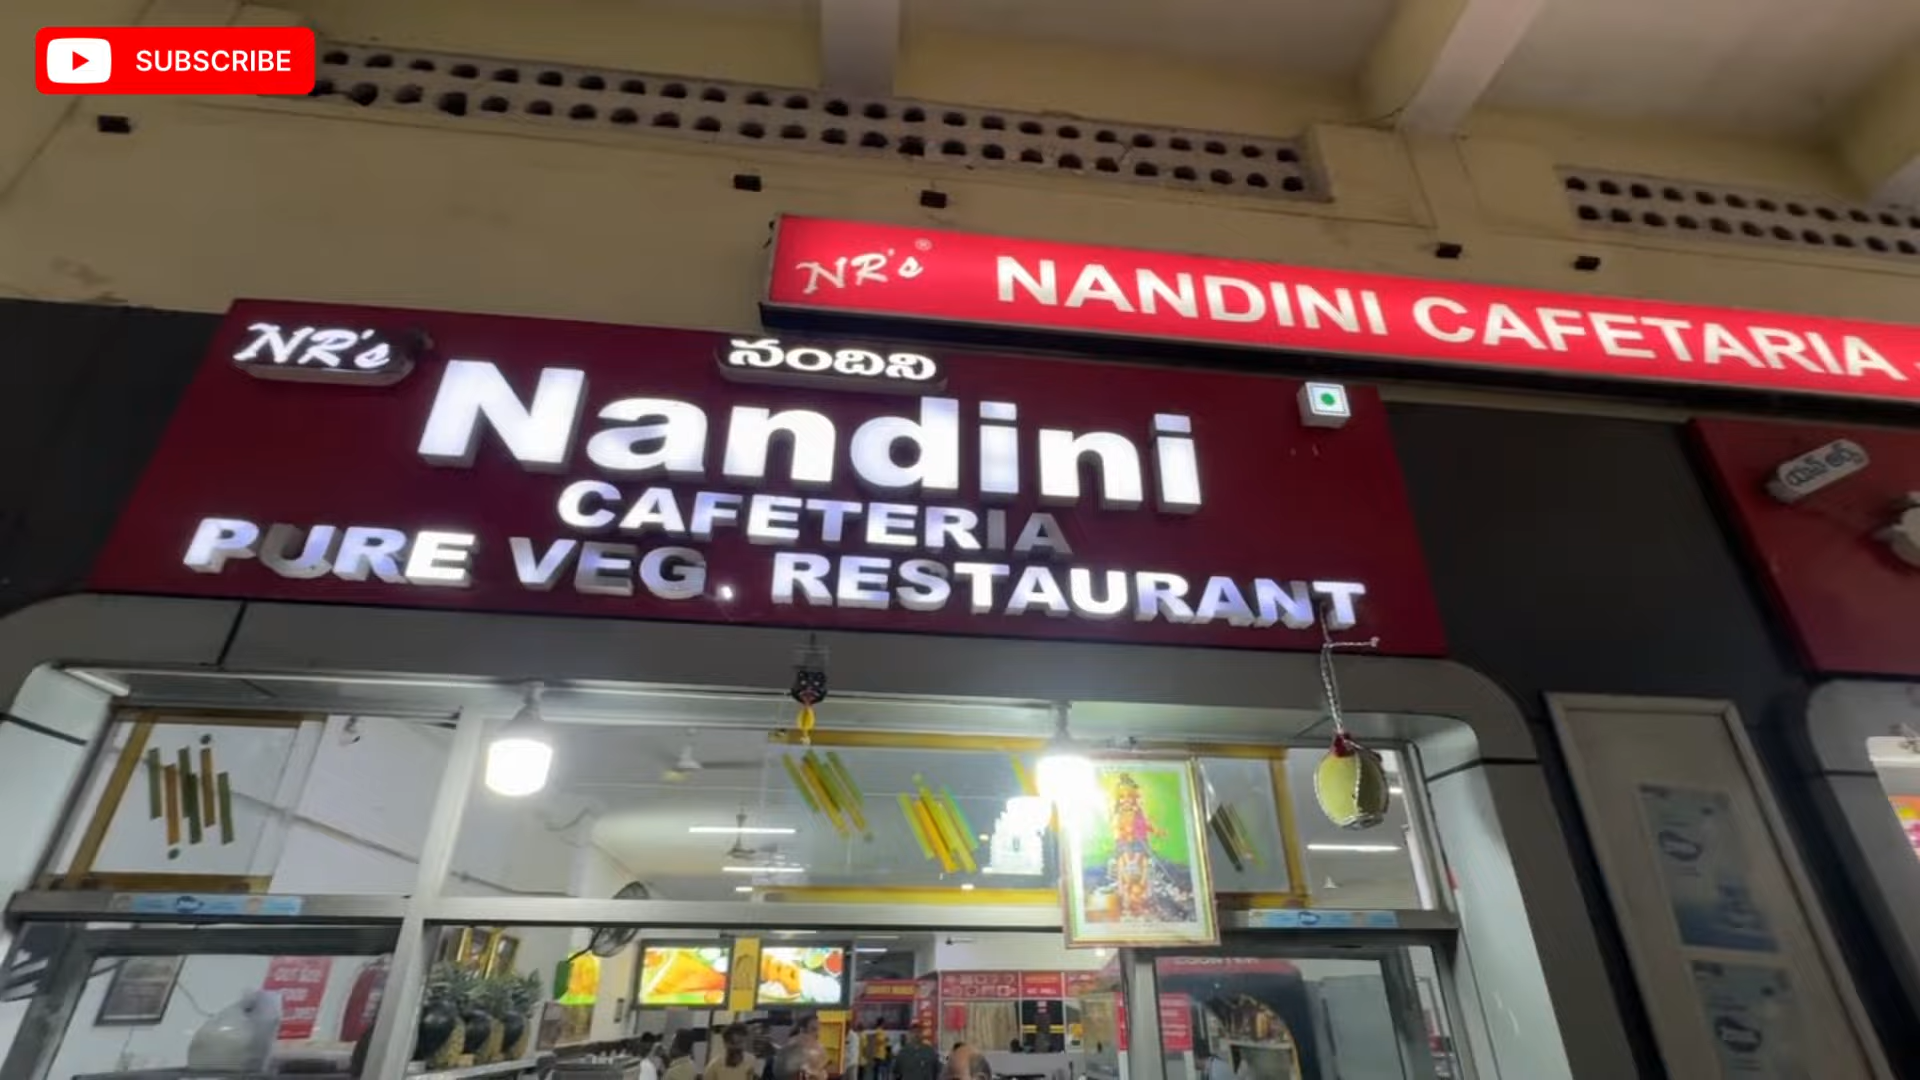 SUBSCRIBE
NR's® NANDINI CAFETARIA
NR's
నందిని
Nandini
CAFETERIA
PURE VEG. RESTAURANT